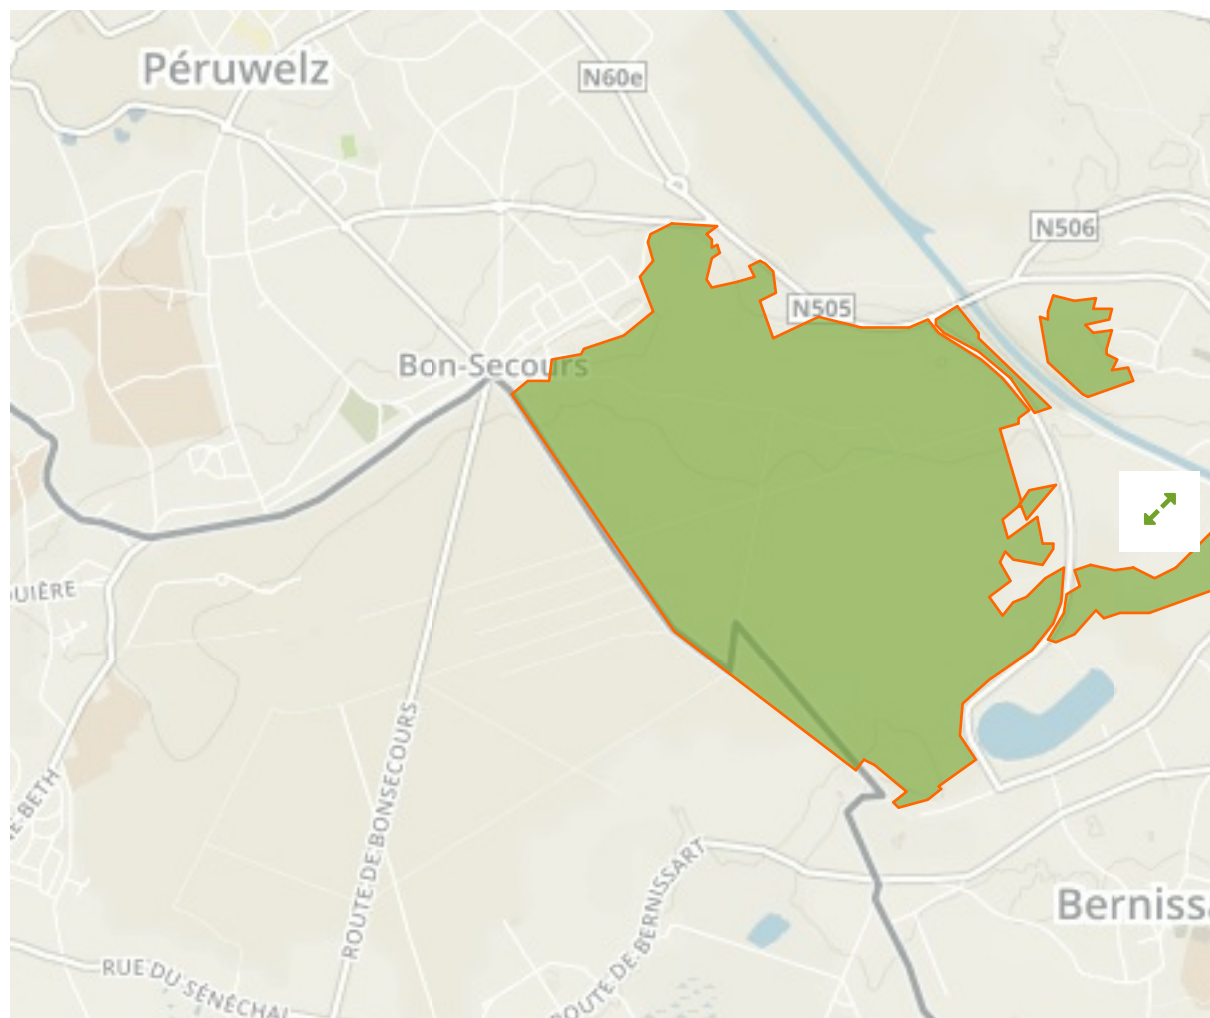 Péruwelz
N60e
N506
N505
Bon-Secours
UIÈRE
ROUTE DE BONSECOURS
E-BETH
ROUTE DE BERNISSART
Berniss
RUE DU SÉNÉCHAL